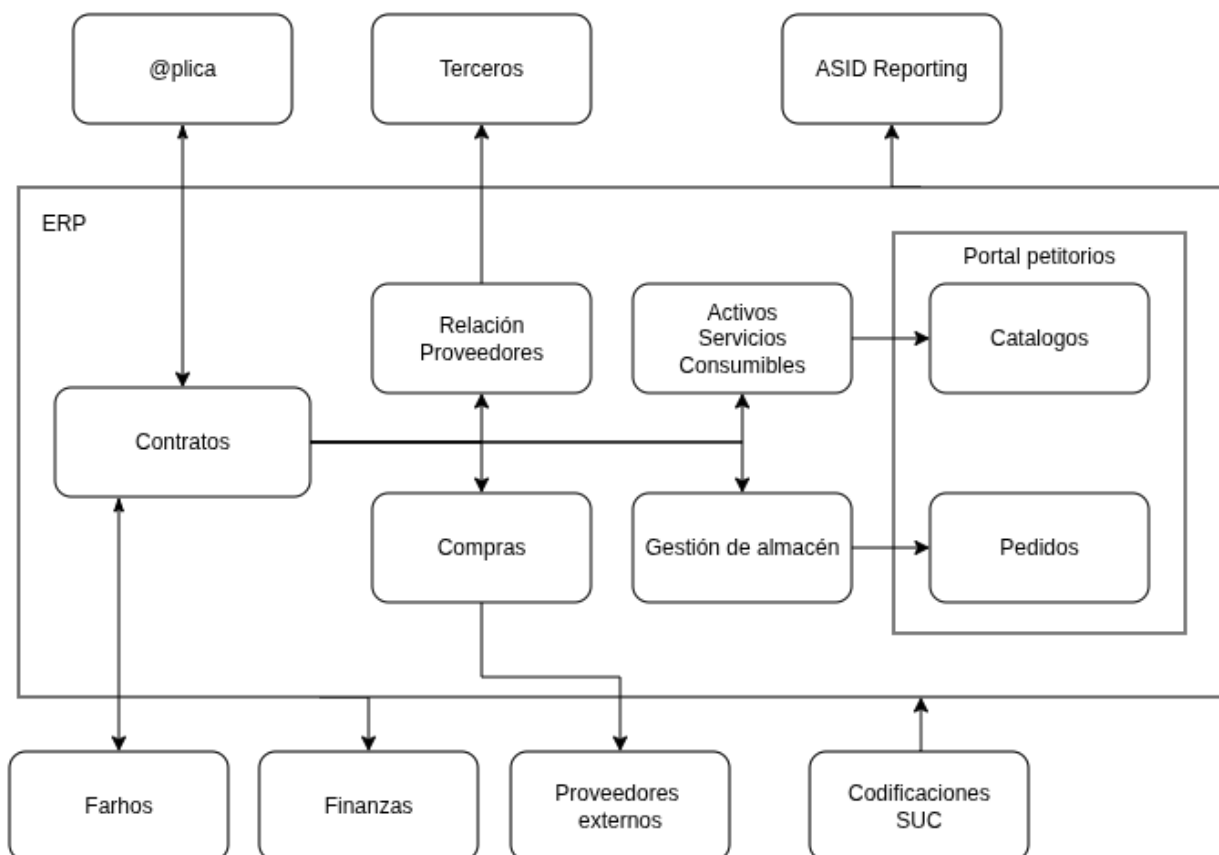 @plica
Terceros
ASID Reporting
ERP
Portal petitorios
Relación
Proveedores
Activos
Servicios
Consumibles
Catalogos
Contratos
Compras
Gestión de almacén
Pedidos
Farhos
Finanzas
Proveedores
externos
Codificaciones
SUC